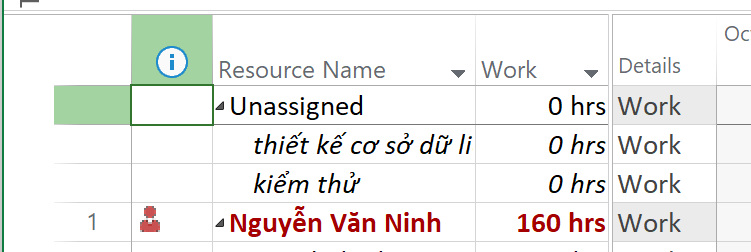 Oct
Resource Name Work Details
Unassigned 0 hrs Work
thiết kế cơ sở dữ li 0 hrs Work
kiểm thử 0 hrs Work
1 Nguyễn Văn Ninh 160 hrs Work